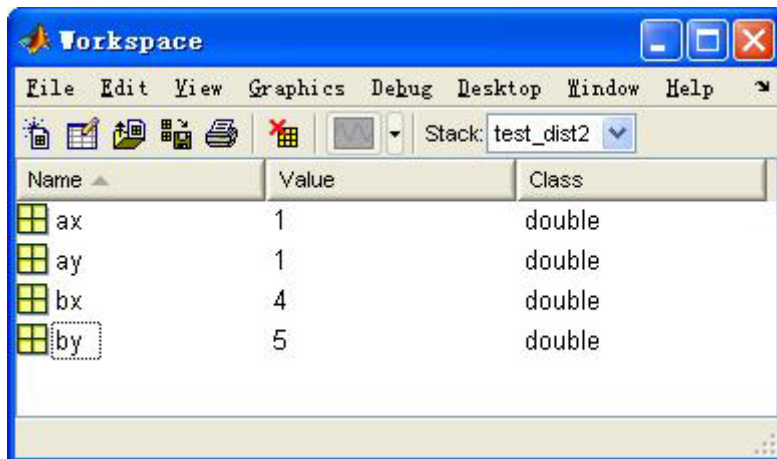 Workspace
File Edit View Graphics Debug Desktop Window Help
Stack: test_dist2
Name Value Class
ax 1 double
ay 1 double
bx 4 double
by 5 double